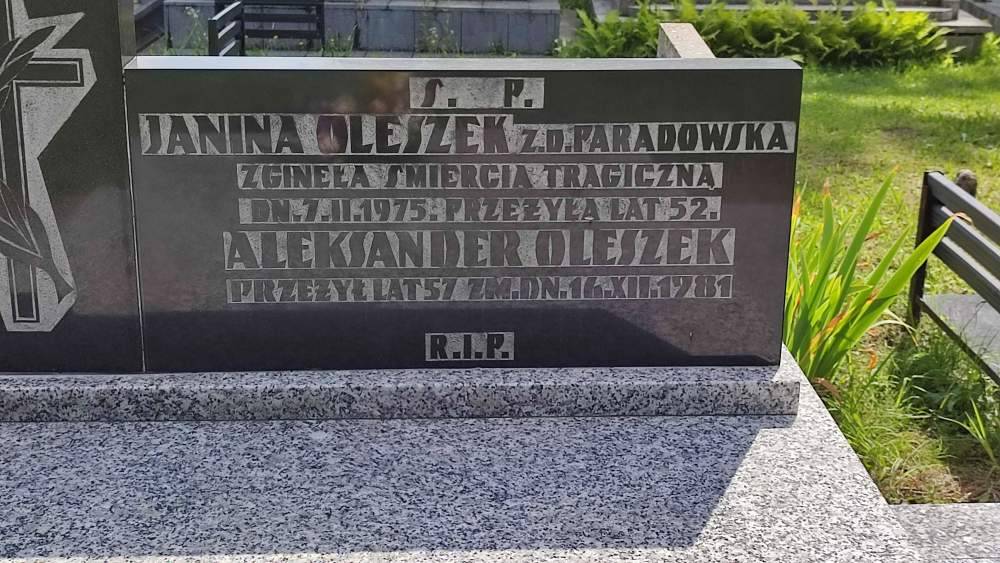 Ś. P.
JANINA OLESZEK Z.D. PARADOWSKA
ZGINĘŁA ŚMIERCIĄ TRAGICZNĄ
DN. 7.II.1975. PRZEŻYŁA LAT 52.
ALEKSANDER OLESZEK
PRZEŻYŁ LAT 57 ZM. DN. 16.XII.1981
R.I.P.